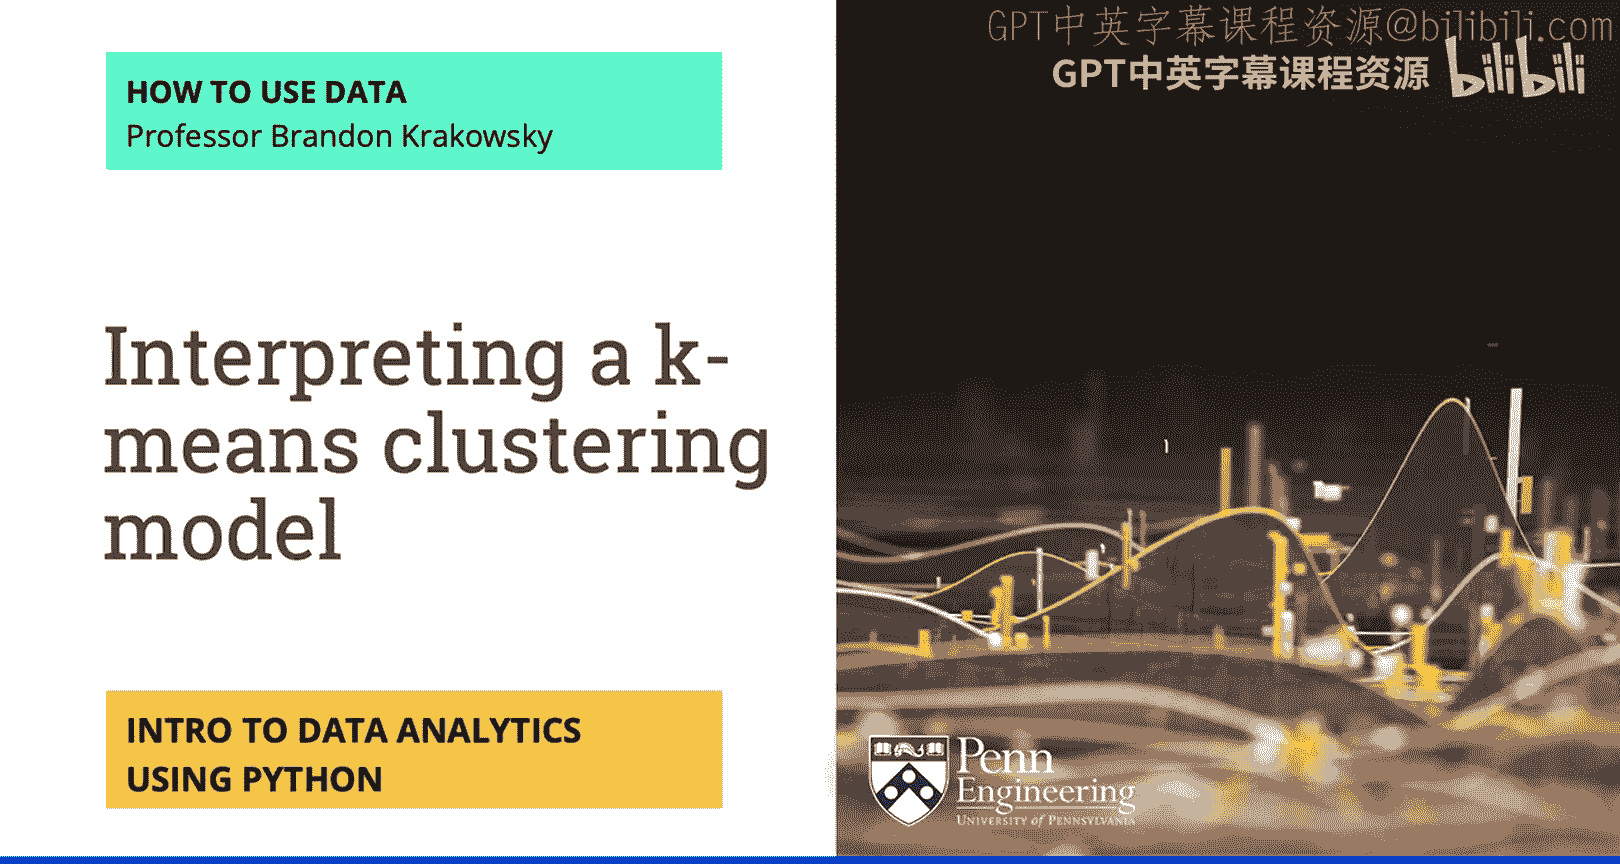 HOW TO USE DATA
Professor Brandon Krakowsky
Interpreting a k-
means clustering
model
INTRO TO DATA ANALYTICS
USING PYTHON
GPT中英字幕课程资源@bilibili.com
GPT中英字幕课程资源 bilibili
Penn
Engineering
UNIVERSITY of PENNSYLVANIA